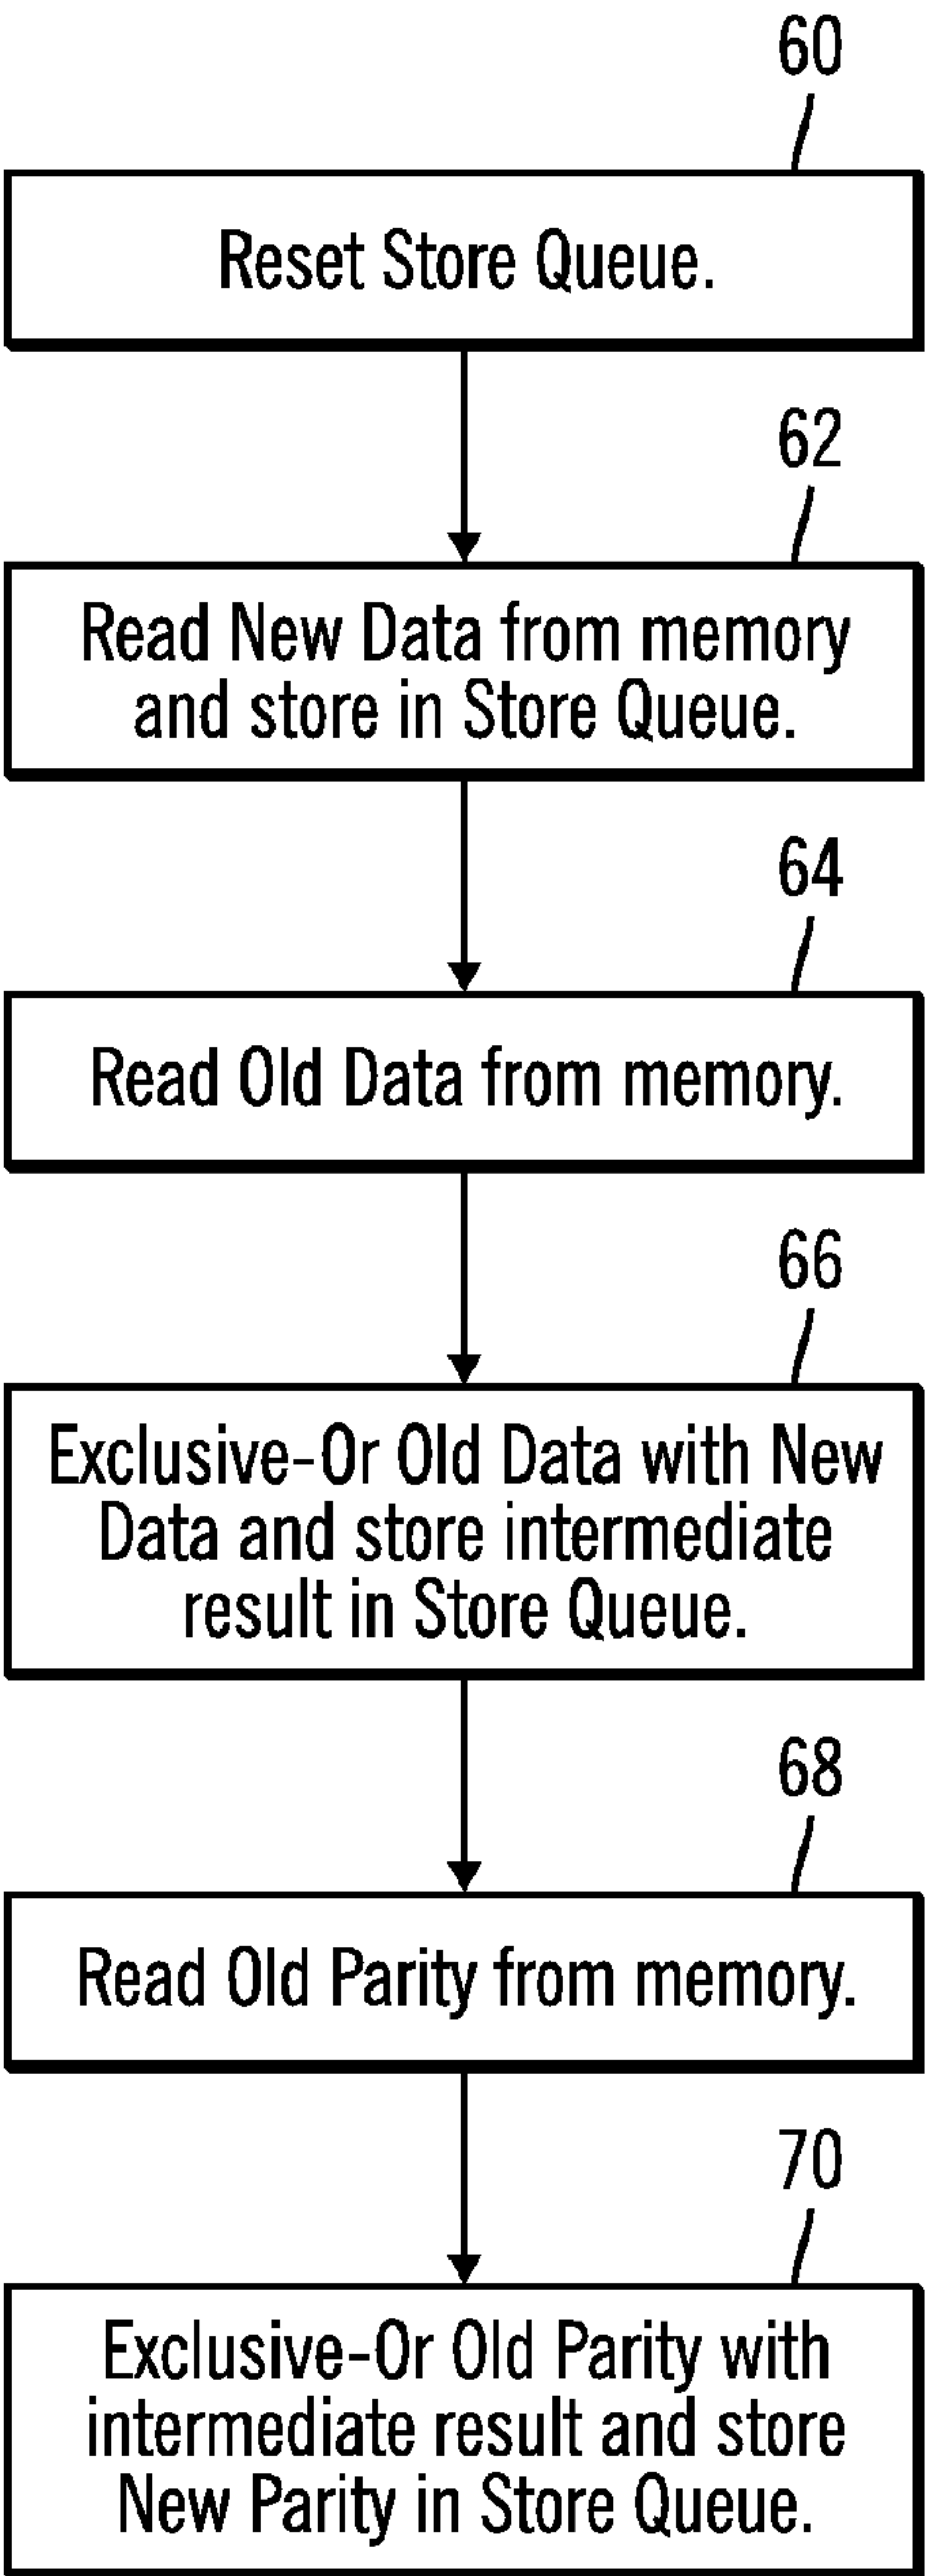 60
Reset Store Queue.
62
Read New Data from memory
and store in Store Queue.
64
Read Old Data from memory.
66
Exclusive-Or Old Data with New
Data and store intermediate
result in Store Queue.
68
Read Old Parity from memory.
70
Exclusive-Or Old Parity with
intermediate result and store
New Parity in Store Queue.